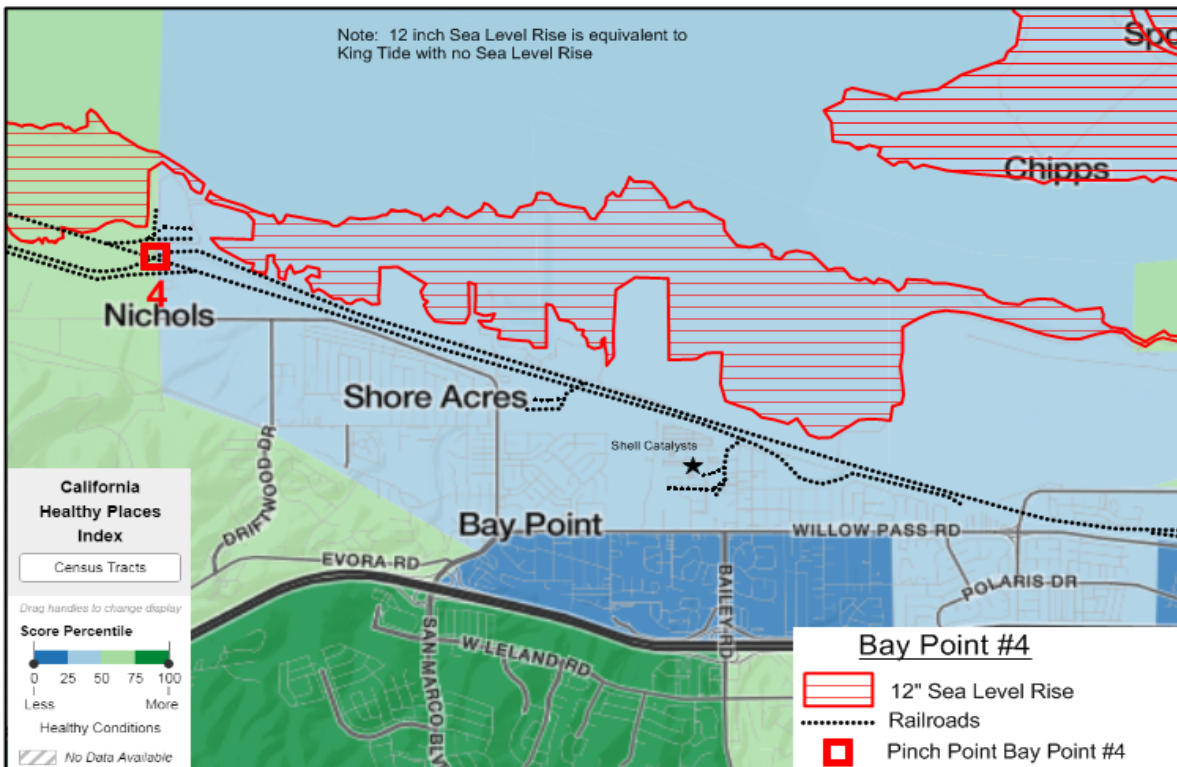 Note: 12 inch Sea Level Rise is equivalent to
King Tide with no Sea Level Rise
Chipps
4
Nichols
Shore Acres
Shell Catalysts
Bay Point
WILLOW PASS RD
DRIFTWOOD DR
EVORA RD
BAILEY RD
POLARIS DR
SAN MARCO BLV
W LELAND RD
California
Healthy Places
Index
Census Tracts
Drag handles to change display
Score Percentile
0 25 50 75 100
Less More
Healthy Conditions
No Data Available
Bay Point #4
12" Sea Level Rise
Railroads
Pinch Point Bay Point #4